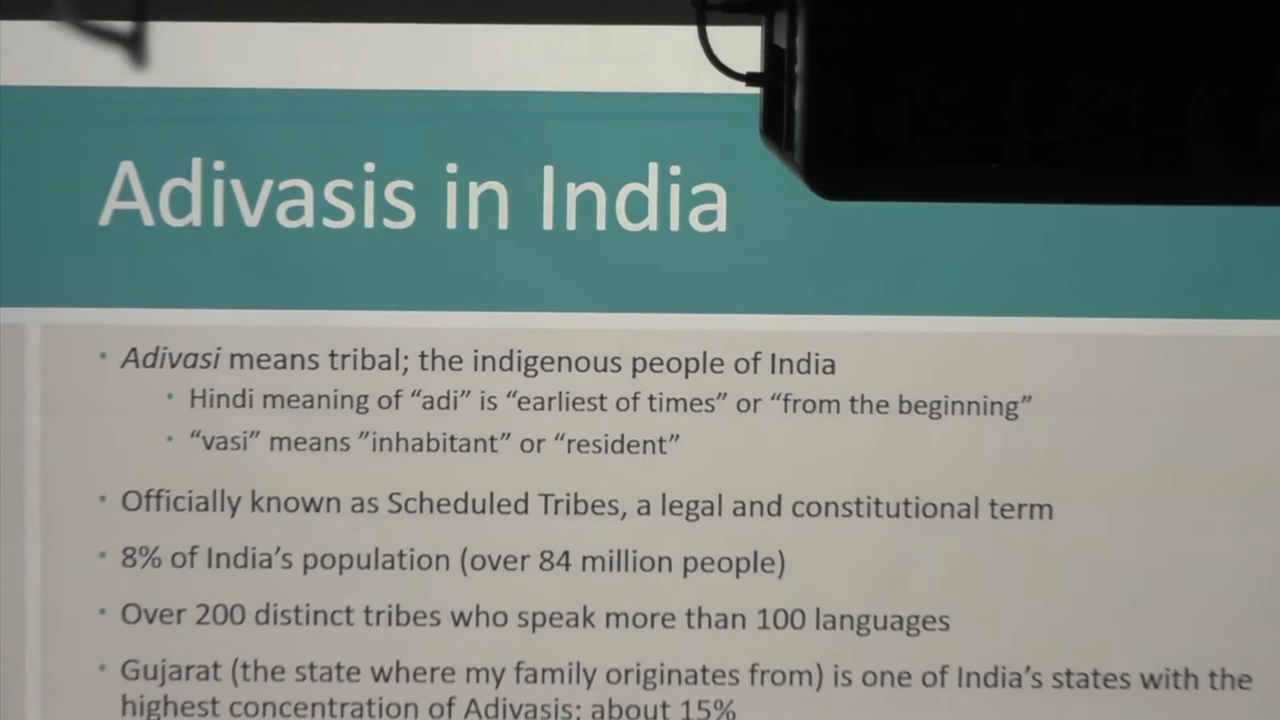 Adivasis in India
• Adivasi means tribal; the indigenous people of India
• Hindi meaning of “adi” is “earliest of times” or “from the beginning”
• “vasi” means ”inhabitant” or “resident”
• Officially known as Scheduled Tribes, a legal and constitutional term
• 8% of India’s population (over 84 million people)
• Over 200 distinct tribes who speak more than 100 languages
• Gujarat (the state where my family originates from) is one of India’s states with the
highest concentration of Adivasis; about 15%